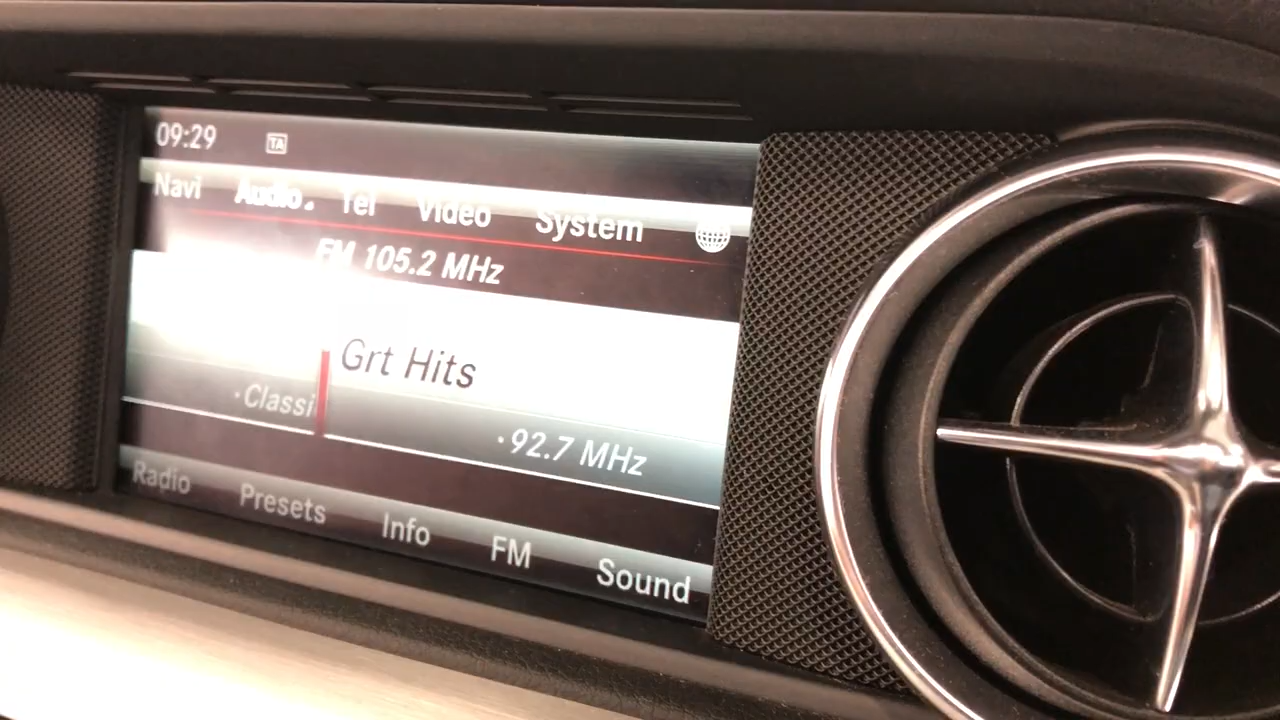 09:29 TA
Navi Audio. Tel Video System
FM 105.2 MHz
Grt Hits
·Classi
·92.7 MHz
Radio Presets Info FM Sound